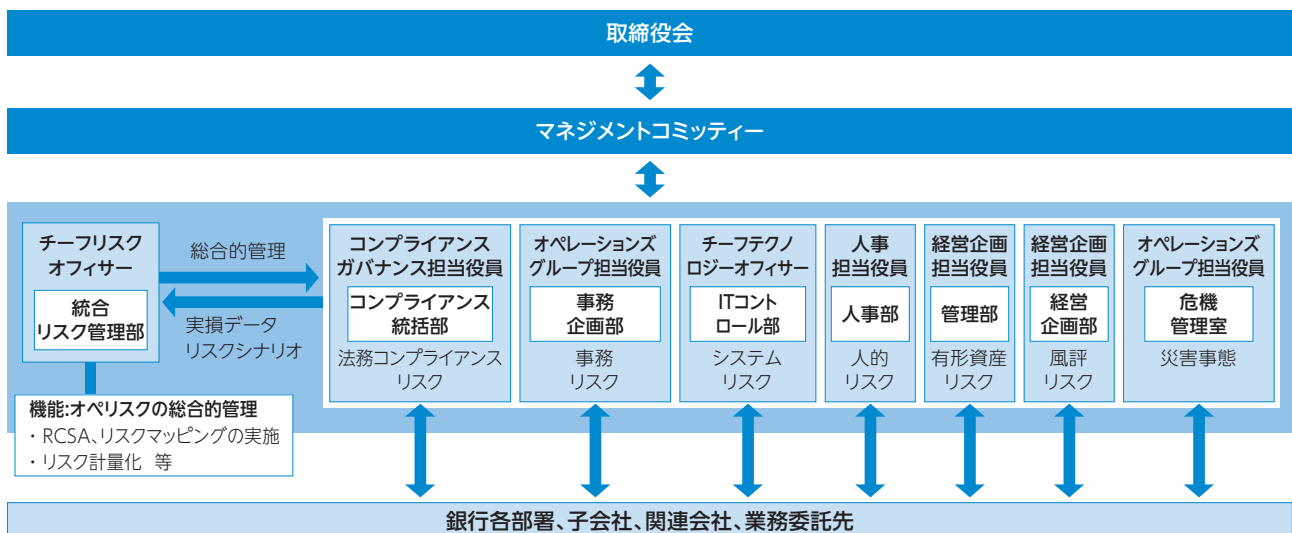 取締役会
マネジメントコミッティー
チーフリスク
オフィサー
統合
リスク管理部
総合的管理
実損データ
リスクシナリオ
コンプライアンス
ガバナンス担当役員
コンプライアンス
統括部
法務コンプライアンス
リスク
オペレーションズ
グループ担当役員
事務
企画部
事務
リスク
チーフテクノ
ロジーオフィサー
ITコント
ロール部
システム
リスク
人事
担当役員
人事部
人的
リスク
経営企画
担当役員
管理部
有形資産
リスク
経営企画
担当役員
経営
企画部
風評
リスク
オペレーションズ
グループ担当役員
危機
管理室
災害事態
機能:オペリスクの総合的管理
・RCSA、リスクマッピングの実施
・リスク計量化 等
銀行各部署、子会社、関連会社、業務委託先